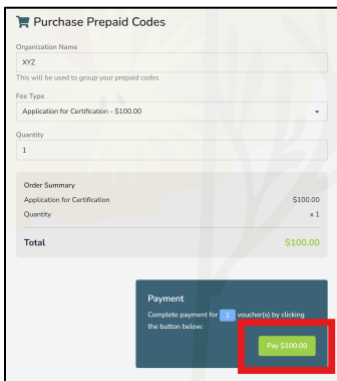 Purchase Prepaid Codes
Organization Name
XYZ
This will be used to group your prepaid codes
Fee Type
Application for Certification - $100.00
Quantity
1
Order Summary
Application for Certification $100.00
Quantity x 1
Total $100.00
Payment
Complete payment for 1 voucher(s) by clicking
the button below:
Pay $100.00